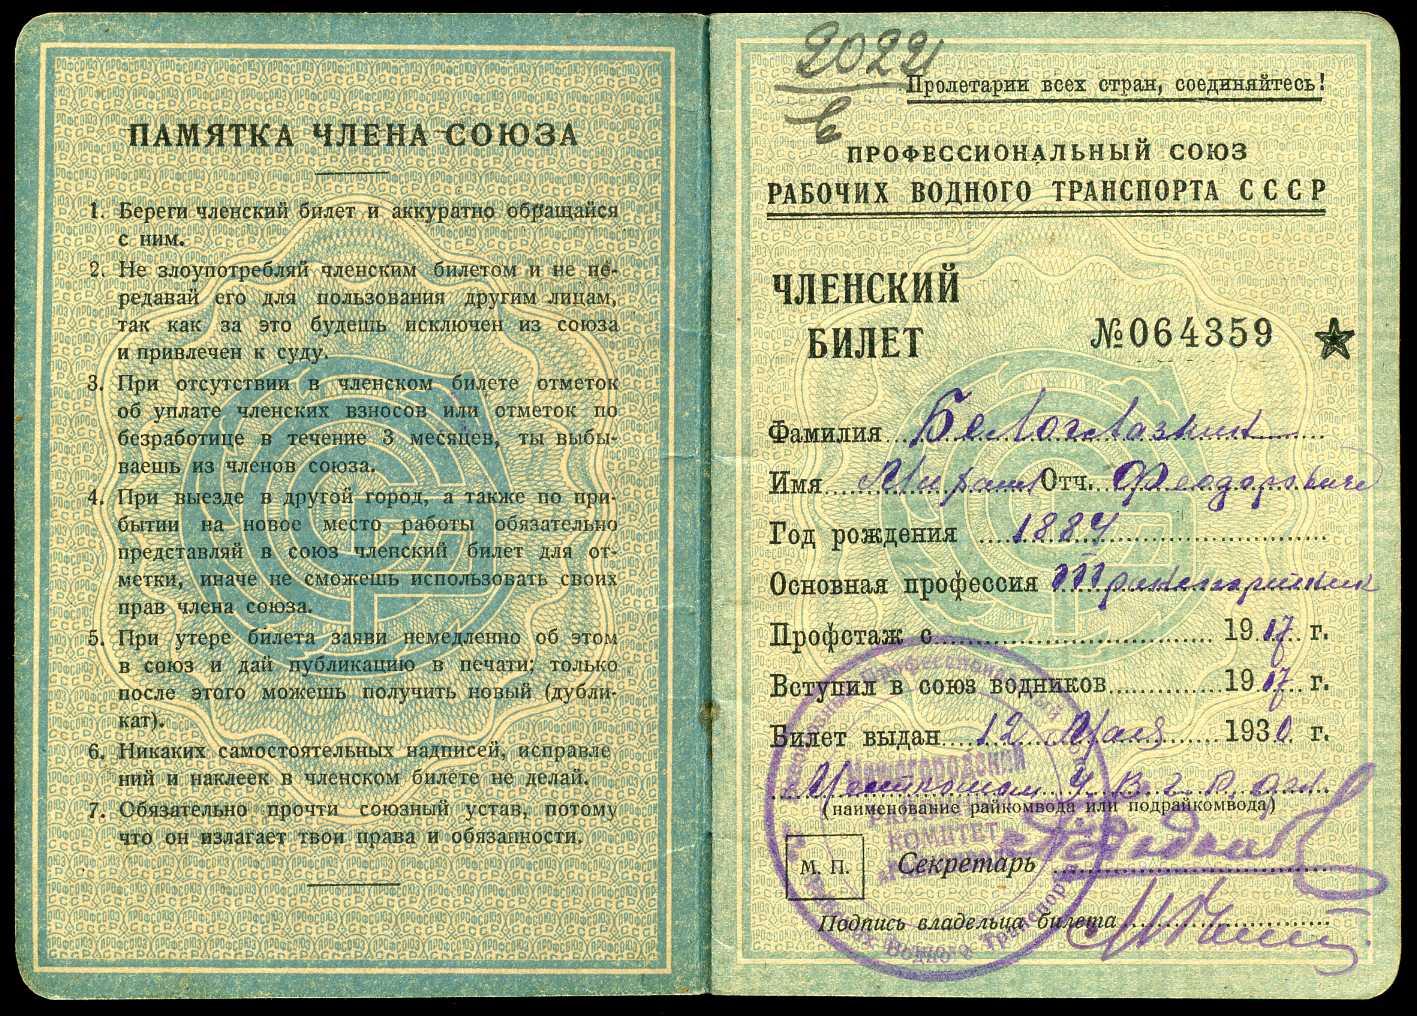 ПАМЯТКА ЧЛЕНА СОЮЗА
1. Береги членский билет и аккуратно обращайся
с ним.
2. Не злоупотребляй членским билетом и не пе-
редавай его для пользования другим лицам,
так как за это будешь исключен из союза
и привлечен к суду.
3. При отсутствии в членском билете отметок
об уплате членских взносов или отметок по
безработице в течение 3 месяцев, ты выбы-
ваешь из членов союза.
4. При выезде в другой город, а также по при-
бытии на новое место работы обязательно
представляй в союз членский билет для от-
метки, иначе не сможешь использовать своих
прав члена союза.
5. При утере билета заяви немедленно об этом
в союз и дай публикацию в печати: только
после этого можешь получить новый (дубли-
кат).
6. Никаких самостоятельных надписей, исправле
ний и наклеек в членском билете не делай.
7. Обязательно прочти союзный устав, потому
что он излагает твои права и обязанности.
2022
в
Пролетарии всех стран, соединяйтесь!
ПРОФЕССИОНАЛЬНЫЙ СОЮЗ
РАБОЧИХ ВОДНОГО ТРАНСПОРТА СССР
ЧЛЕНСКИЙ
БИЛЕТ №064359
Фамилия Белоглазкин
Имя Отч. Феодорович
Год рождения 1884
Основная профессия
Профстаж с 1917 г.
Вступил в союз водников 1917 г.
Билет выдан 12 Мая 1930 г.
(наименование райкомвода или подрайкомвода)
КОМИТЕТ
М. П. Секретарь
Подпись владельца билета
Рабочих Водного Транспорта